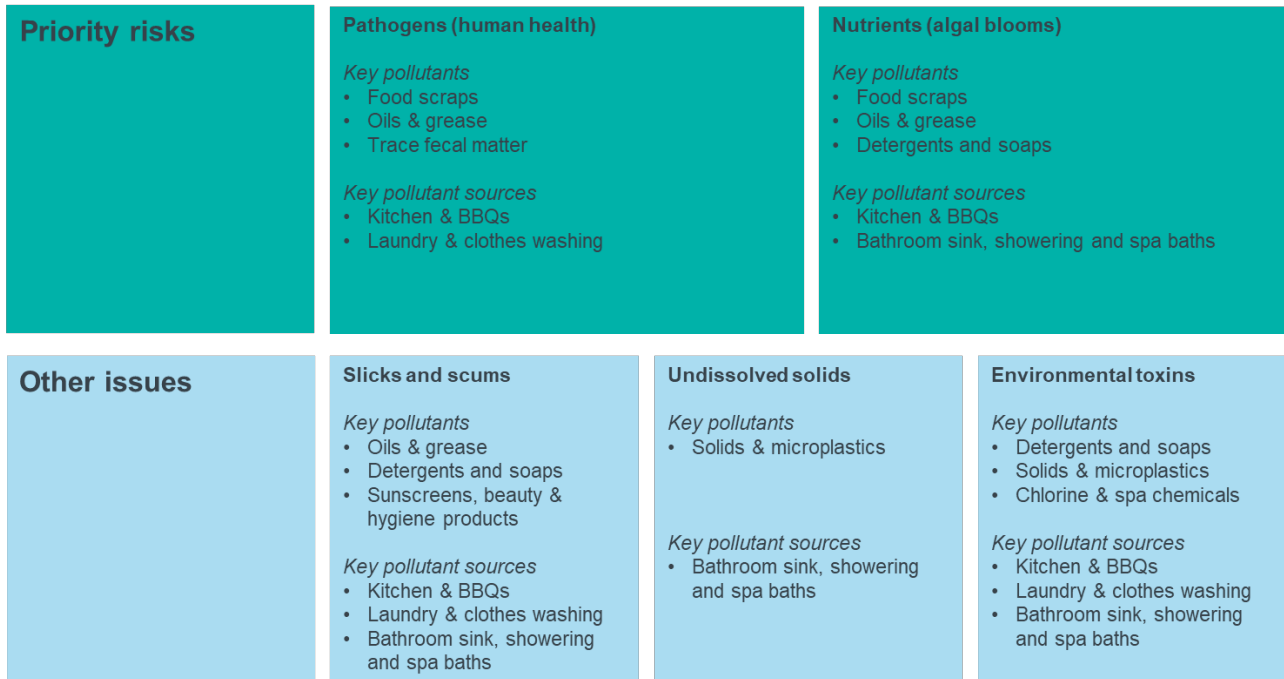 Priority risks
Pathogens (human health)
Key pollutants
• Food scraps
• Oils & grease
• Trace fecal matter
Key pollutant sources
• Kitchen & BBQs
• Laundry & clothes washing
Nutrients (algal blooms)
Key pollutants
• Food scraps
• Oils & grease
• Detergents and soaps
Key pollutant sources
• Kitchen & BBQs
• Bathroom sink, showering and spa baths
Other issues
Slicks and scums
Key pollutants
• Oils & grease
• Detergents and soaps
• Sunscreens, beauty &
hygiene products
Key pollutant sources
• Kitchen & BBQs
• Laundry & clothes washing
• Bathroom sink, showering
and spa baths
Undissolved solids
Key pollutants
• Solids & microplastics
Key pollutant sources
• Bathroom sink, showering
and spa baths
Environmental toxins
Key pollutants
• Detergents and soaps
• Solids & microplastics
• Chlorine & spa chemicals
Key pollutant sources
• Kitchen & BBQs
• Laundry & clothes washing
• Bathroom sink, showering
and spa baths